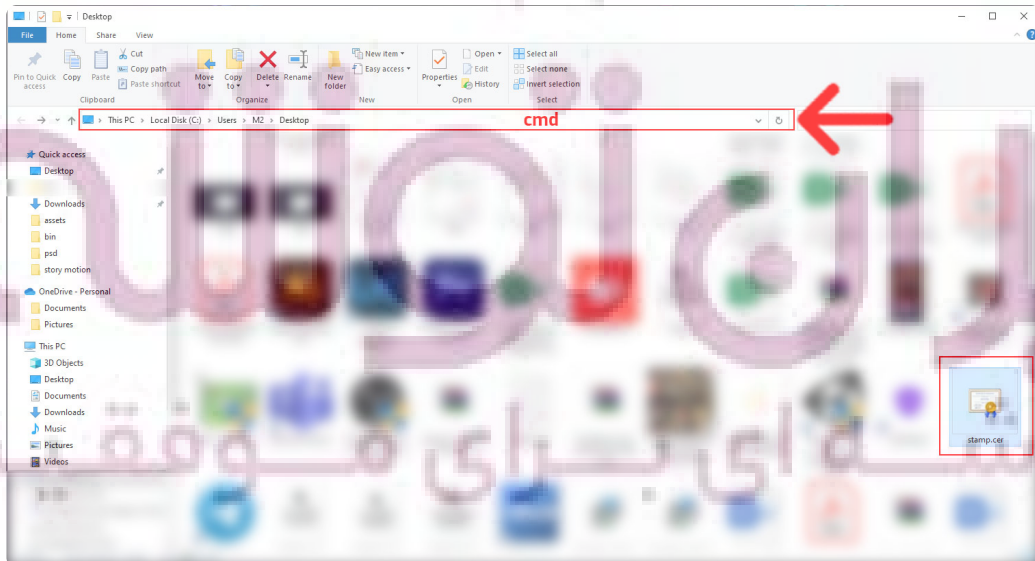 Desktop
File Home Share View
Pin to Quick access
Copy
Paste
Cut
Copy path
Paste shortcut
Clipboard
Move to
Copy to
Delete
Rename
Organize
New folder
New item
Easy access
New
Properties
Open
Edit
History
Open
Select all
Select none
Invert selection
Select
This PC > Local Disk (C:) > Users > M2 > Desktop
cmd
Quick access
Desktop
Downloads
assets
bin
psd
story motion
OneDrive - Personal
Documents
Pictures
This PC
3D Objects
Desktop
Documents
Downloads
Music
Pictures
Videos
stamp.cer